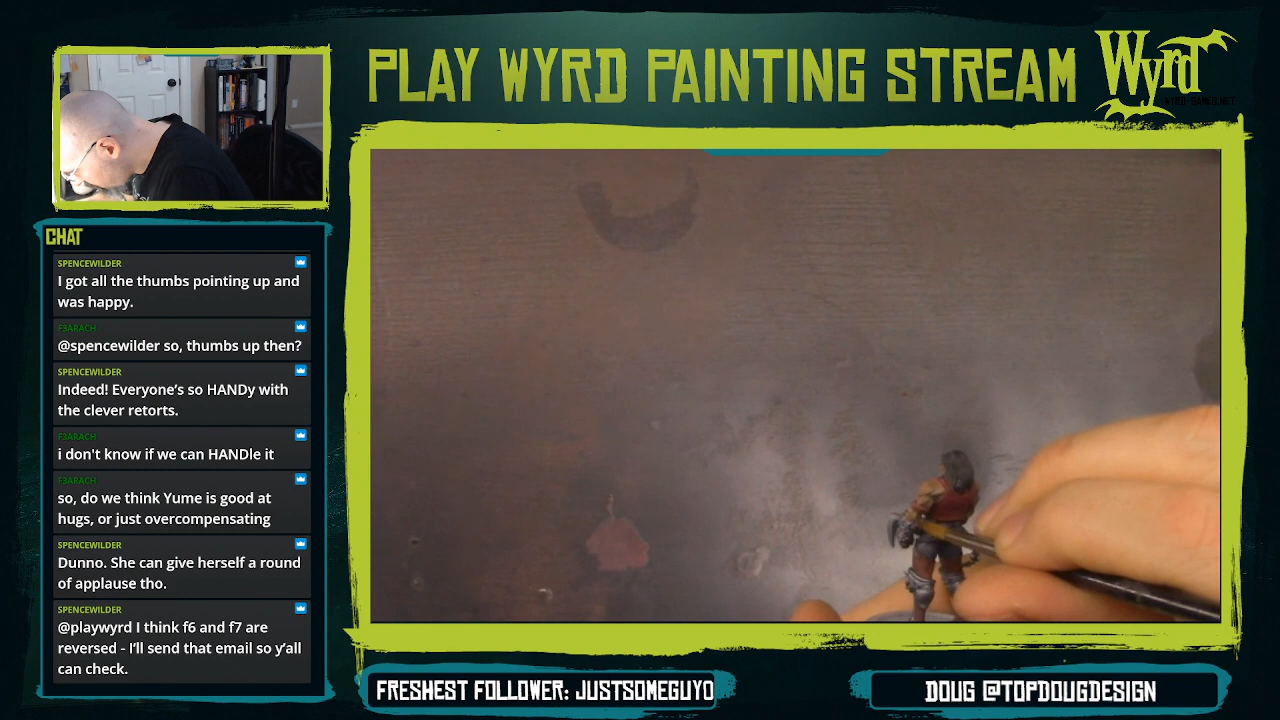 PLAY WYRD PAINTING STREAM
Wyrd
WYRD-GAMES.NET
CHAT
SPENCEWILDER
I got all the thumbs pointing up and
was happy.
F3ARACH
@spencewilder so, thumbs up then?
SPENCEWILDER
Indeed! Everyone's so HANDy with
the clever retorts.
F3ARACH
i don't know if we can HANDle it
F3ARACH
so, do we think Yume is good at
hugs, or just overcompensating
SPENCEWILDER
Dunno. She can give herself a round
of applause tho.
SPENCEWILDER
@playwyrd I think f6 and f7 are
reversed - I'll send that email so y'all
can check.
FRESHEST FOLLOWER: JUSTSOMEGUYO
DOUG @TOPDOUGDESIGN